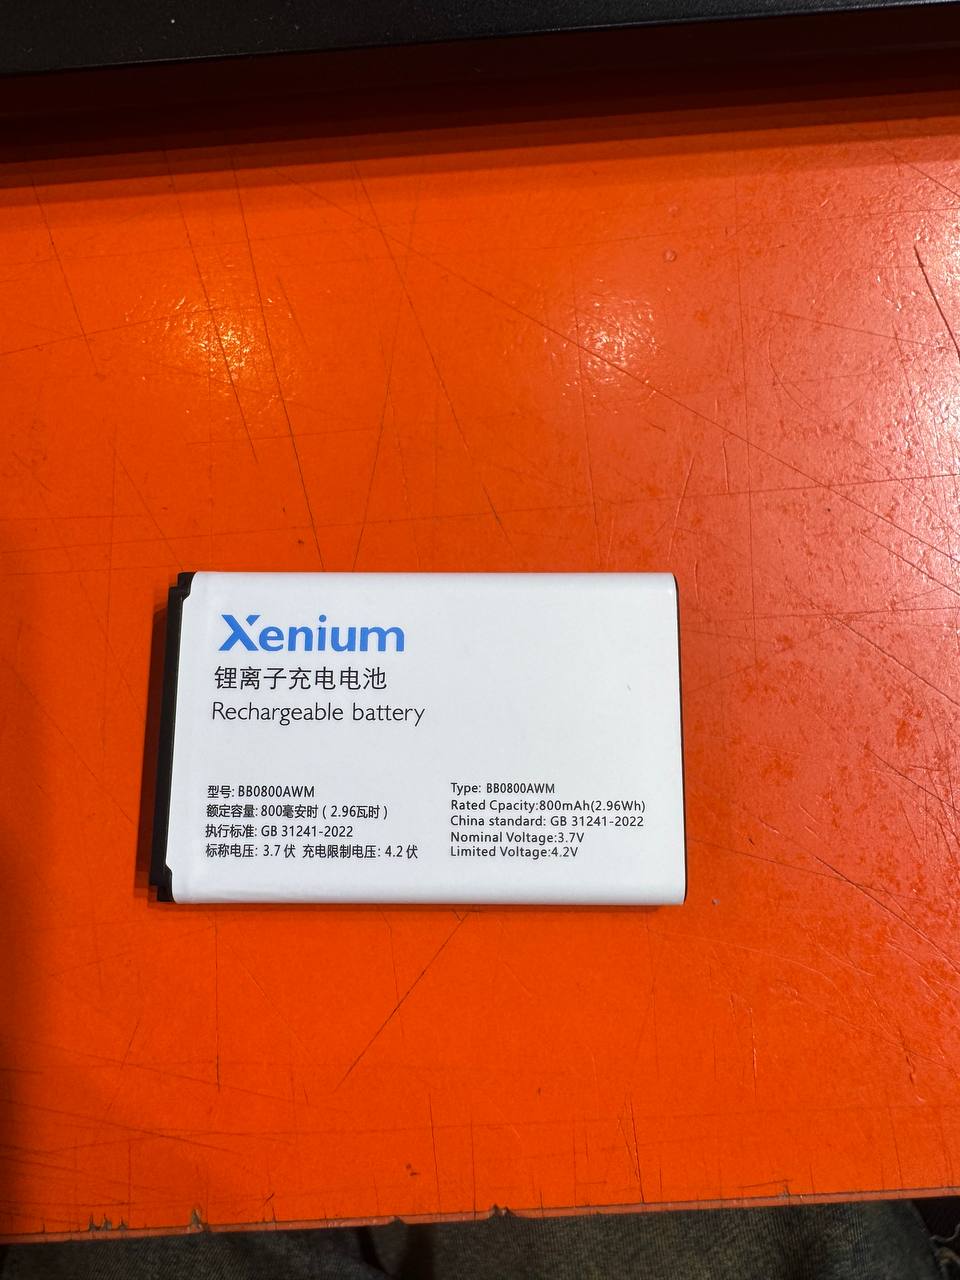 Xenium
锂离子充电电池
Rechargeable battery
型号: BB0800AWM
额定容量: 800毫安时 ( 2.96瓦时 )
执行标准: GB 31241-2022
标称电压: 3.7 伏 充电限制电压: 4.2 伏
Type: BB0800AWM
Rated Cpacity:800mAh(2.96Wh)
China standard: GB 31241-2022
Nominal Voltage:3.7V
Limited Voltage:4.2V